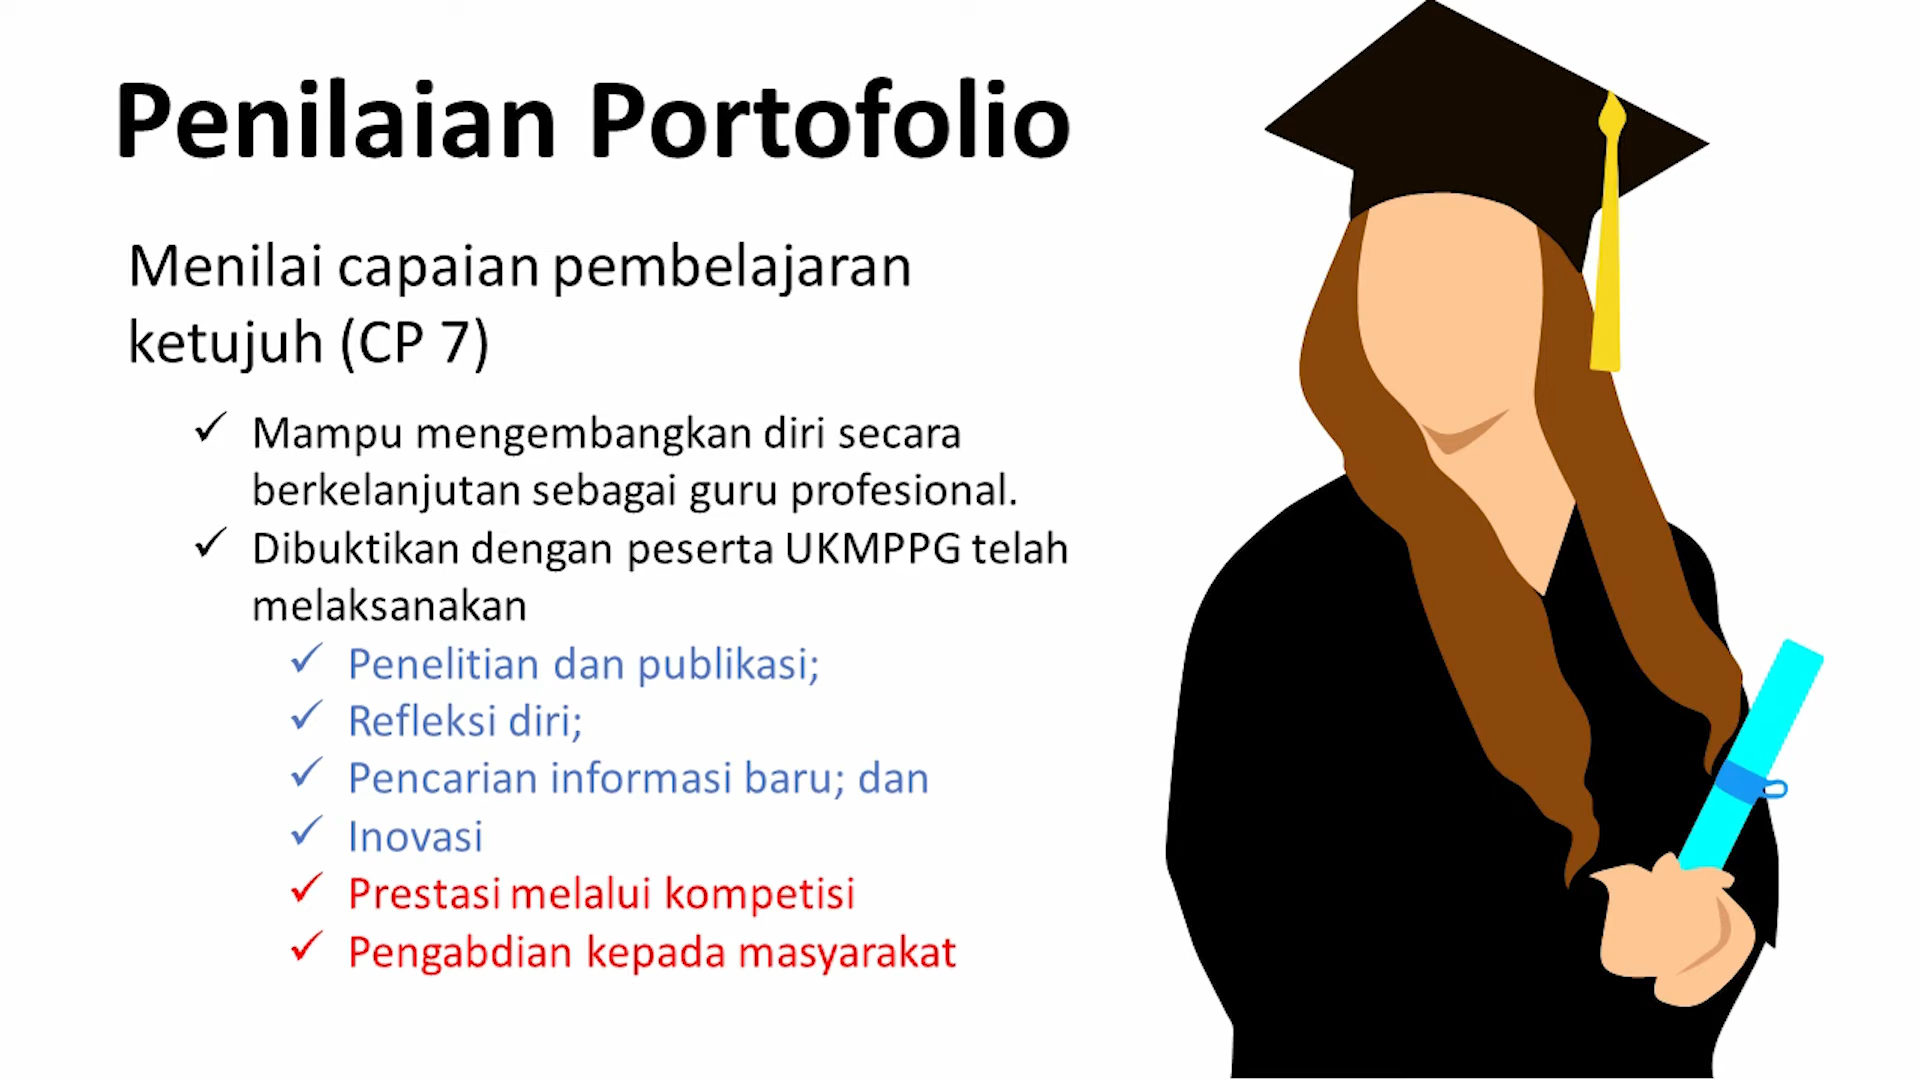 Penilaian Portofolio
Menilai capaian pembelajaran
ketujuh (CP 7)
✓ Mampu mengembangkan diri secara
berkelanjutan sebagai guru profesional.
✓ Dibuktikan dengan peserta UKMPPG telah
melaksanakan
✓ Penelitian dan publikasi;
✓ Refleksi diri;
✓ Pencarian informasi baru; dan
✓ Inovasi
✓ Prestasi melalui kompetisi
✓ Pengabdian kepada masyarakat